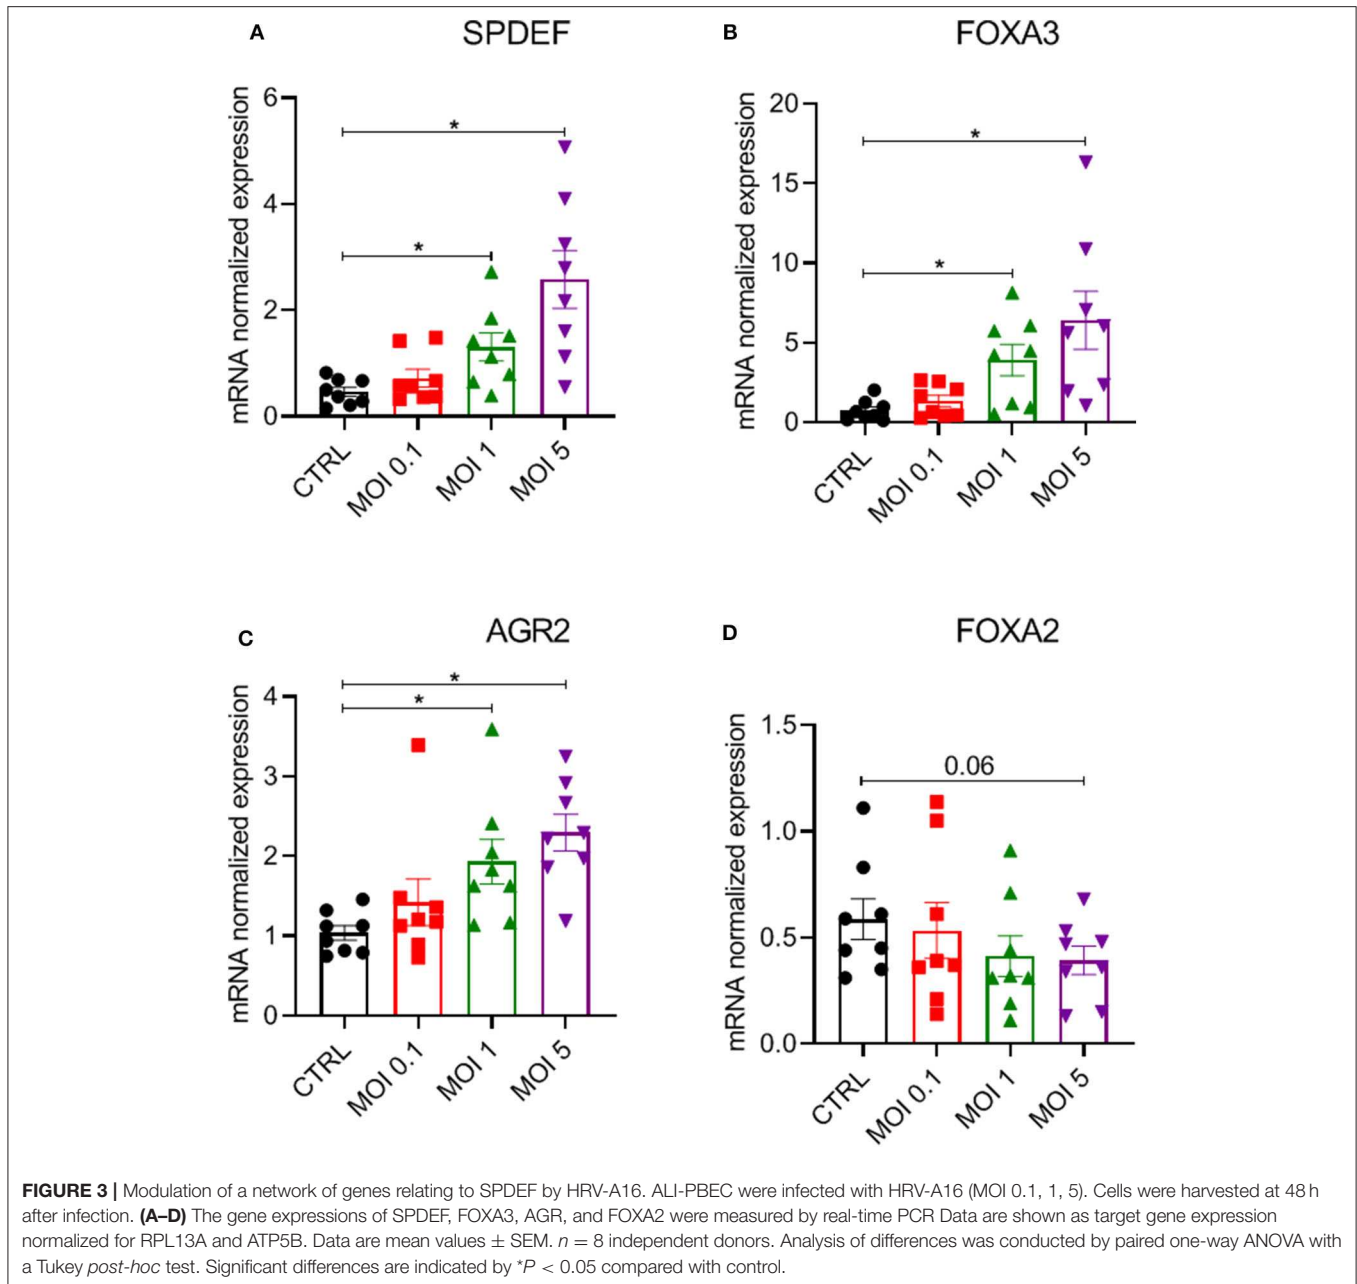 A
SPDEF
mRNA normalized expression
6
4
2
0
*
*
CTRL
MOI 0.1
MOI 1
MOI 5
B
FOXA3
mRNA normalized expression
20
15
10
5
0
*
*
CTRL
MOI 0.1
MOI 1
MOI 5
C
AGR2
mRNA normalized expression
4
3
2
1
0
*
*
CTRL
MOI 0.1
MOI 1
MOI 5
D
FOXA2
mRNA normalized expression
1.5
1.0
0.5
0.0
0.06
CTRL
MOI 0.1
MOI 1
MOI 5
FIGURE 3 | Modulation of a network of genes relating to SPDEF by HRV-A16. ALI-PBEC were infected with HRV-A16 (MOI 0.1, 1, 5). Cells were harvested at 48 h
after infection. (A–D) The gene expressions of SPDEF, FOXA3, AGR, and FOXA2 were measured by real-time PCR Data are shown as target gene expression
normalized for RPL13A and ATP5B. Data are mean values ± SEM. n = 8 independent donors. Analysis of differences was conducted by paired one-way ANOVA with
a Tukey post-hoc test. Significant differences are indicated by *P < 0.05 compared with control.